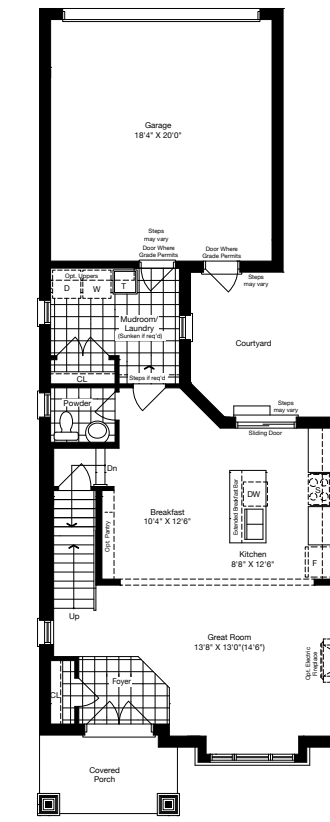 Garage
18'4" X 20'0"
Steps
may vary
Door Where
Grade Permits
Door Where
Grade Permits
Steps
may vary
Opt. Uppers
D
W
T
Mudroom/
Laundry
(Sunken if req'd)
Courtyard
CL
Steps if req'd
Powder
Steps
may vary
Sliding Door
Dn
Opt. Pantry
Breakfast
10'4" X 12'6"
Extended Breakfast Bar
DW
Kitchen
8'8" X 12'6"
F
Up
Great Room
13'8" X 13'0"(14'6")
Opt. Electric
Fireplace
CL
Foyer
Covered
Porch